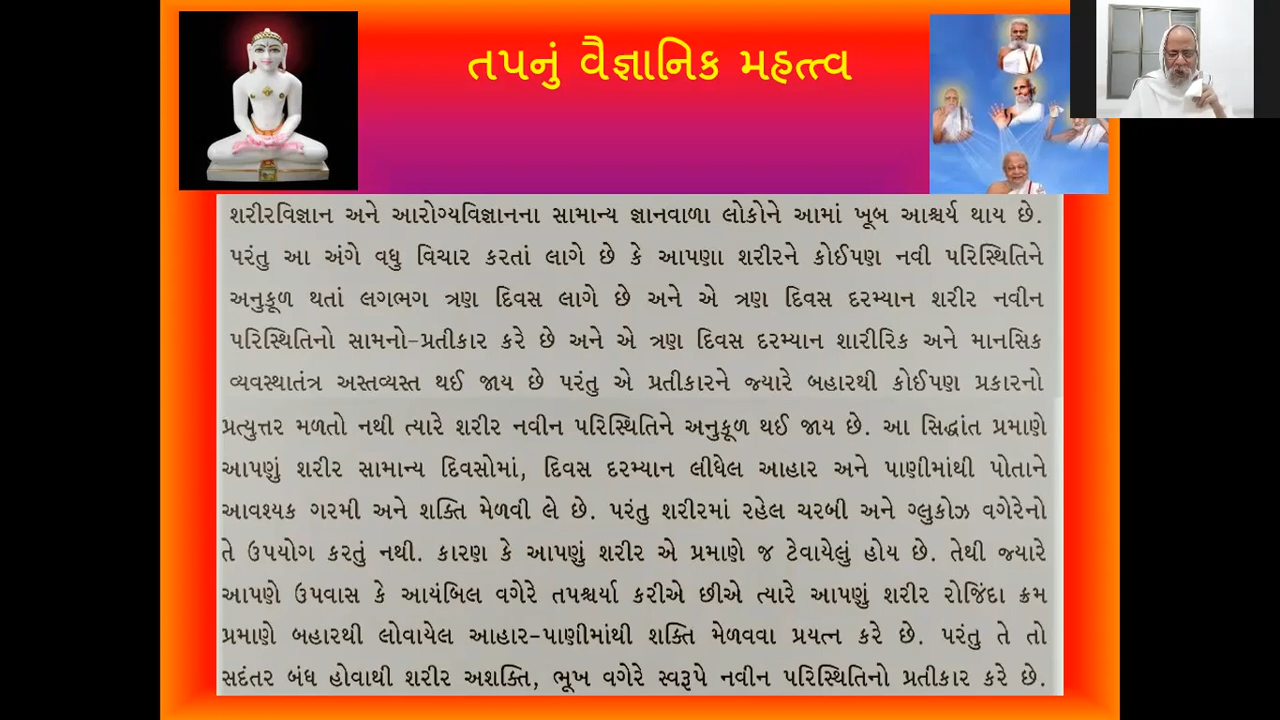 તપનું વૈજ્ઞાનિક મહત્ત્વ
શરીરવિજ્ઞાન અને આરોગ્યવિજ્ઞાનના સામાન્ય જ્ઞાનવાળા લોકોને આમાં ખૂબ આશ્ચર્ય થાય છે.
પરંતુ આ અંગે વધુ વિચાર કરતાં લાગે છે કે આપણા શરીરને કોઈપણ નવી પરિસ્થિતિને
અનુકૂળ થતાં લગભગ ત્રણ દિવસ લાગે છે અને એ ત્રણ દિવસ દરમ્યાન શરીર નવીન
પરિસ્થિતિનો સામનો-પ્રતીકાર કરે છે અને એ ત્રણ દિવસ દરમ્યાન શારીરિક અને માનસિક
વ્યવસ્થાતંત્ર અસ્તવ્યસ્ત થઈ જાય છે પરંતુ એ પ્રતીકારને જ્યારે બહારથી કોઈપણ પ્રકારનો
પ્રત્યુત્તર મળતો નથી ત્યારે શરીર નવીન પરિસ્થિતિને અનુકૂળ થઈ જાય છે. આ સિદ્ધાંત પ્રમાણે
આપણું શરીર સામાન્ય દિવસોમાં, દિવસ દરમ્યાન લીધેલ આહાર અને પાણીમાંથી પોતાને
આવશ્યક ગરમી અને શક્તિ મેળવી લે છે. પરંતુ શરીરમાં રહેલ ચરબી અને ગ્લુકોઝ વગેરેનો
તે ઉપયોગ કરતું નથી. કારણ કે આપણું શરીર એ પ્રમાણે જ ટેવાયેલું હોય છે. તેથી જ્યારે
આપણે ઉપવાસ કે આયંબિલ વગેરે તપશ્ચર્યા કરીએ છીએ ત્યારે આપણું શરીર રોજિંદા ક્રમ
પ્રમાણે બહારથી લોવાયેલ આહાર-પાણીમાંથી શક્તિ મેળવવા પ્રયત્ન કરે છે. પરંતુ તે તો
સદંતર બંધ હોવાથી શરીર અશક્તિ, ભૂખ વગેરે સ્વરૂપે નવીન પરિસ્થિતિનો પ્રતીકાર કરે છે.